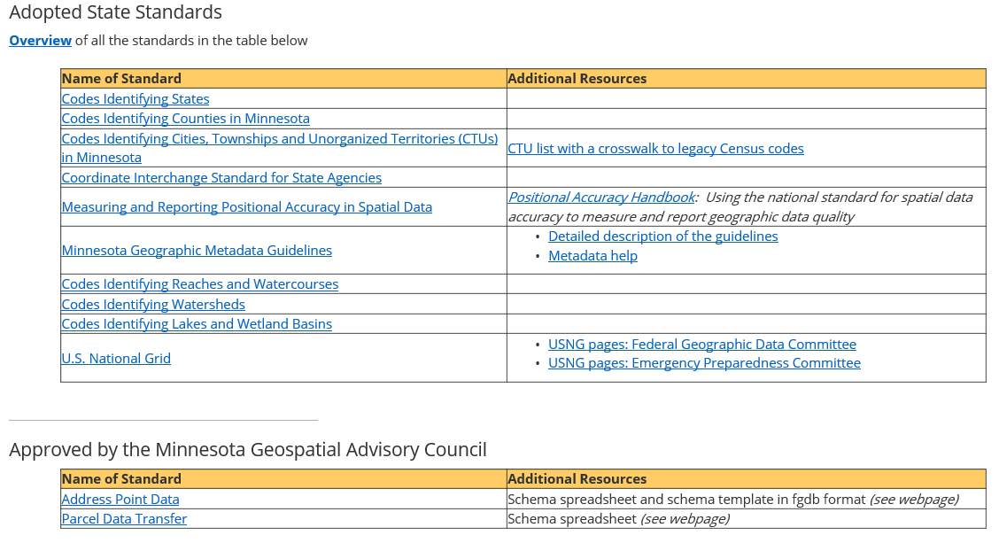 Adopted State Standards
Overview of all the standards in the table below
Name of Standard Additional Resources
Codes Identifying States
Codes Identifying Counties in Minnesota
Codes Identifying Cities, Townships and Unorganized Territories (CTUs)
in Minnesota
CTU list with a crosswalk to legacy Census codes
Coordinate Interchange Standard for State Agencies
Measuring and Reporting Positional Accuracy in Spatial Data
Positional Accuracy Handbook:  Using the national standard for spatial data
accuracy to measure and report geographic data quality
Minnesota Geographic Metadata Guidelines
• Detailed description of the guidelines
• Metadata help
Codes Identifying Reaches and Watercourses
Codes Identifying Watersheds
Codes Identifying Lakes and Wetland Basins
U.S. National Grid
• USNG pages: Federal Geographic Data Committee
• USNG pages: Emergency Preparedness Committee
Approved by the Minnesota Geospatial Advisory Council
Name of Standard Additional Resources
Address Point Data Schema spreadsheet and schema template in fgdb format (see webpage)
Parcel Data Transfer Schema spreadsheet (see webpage)